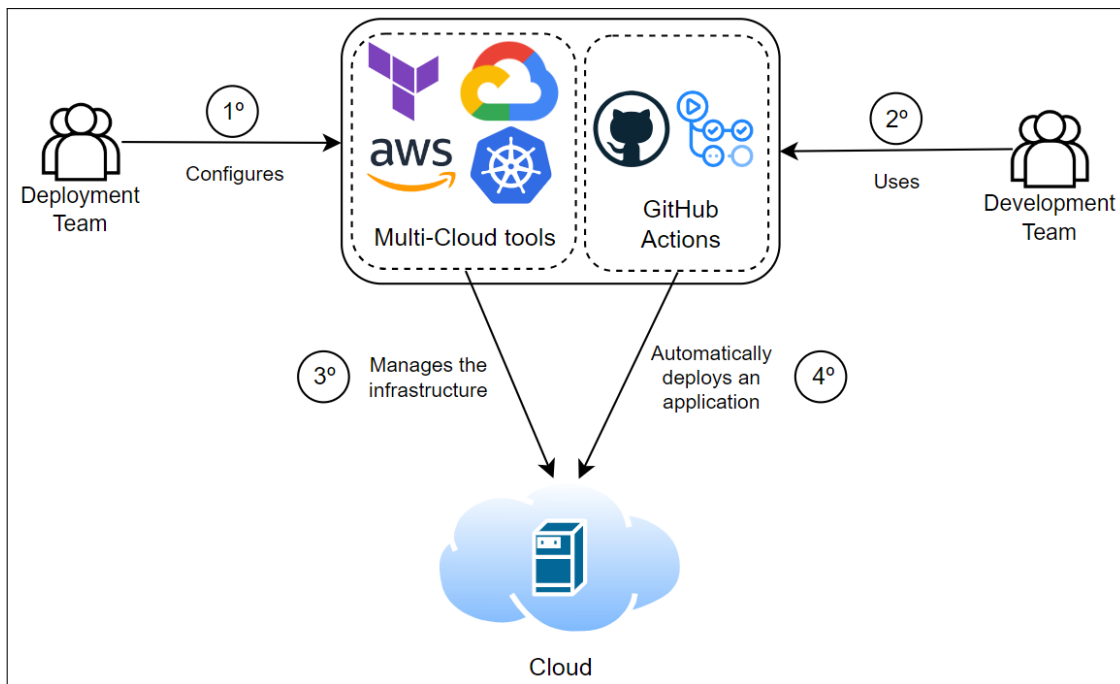 1º
Configures
Deployment
Team
aws
Multi-Cloud tools
GitHub
Actions
2º
Uses
Development
Team
3º
Manages the
infrastructure
Automatically
deploys an
application
4º
Cloud